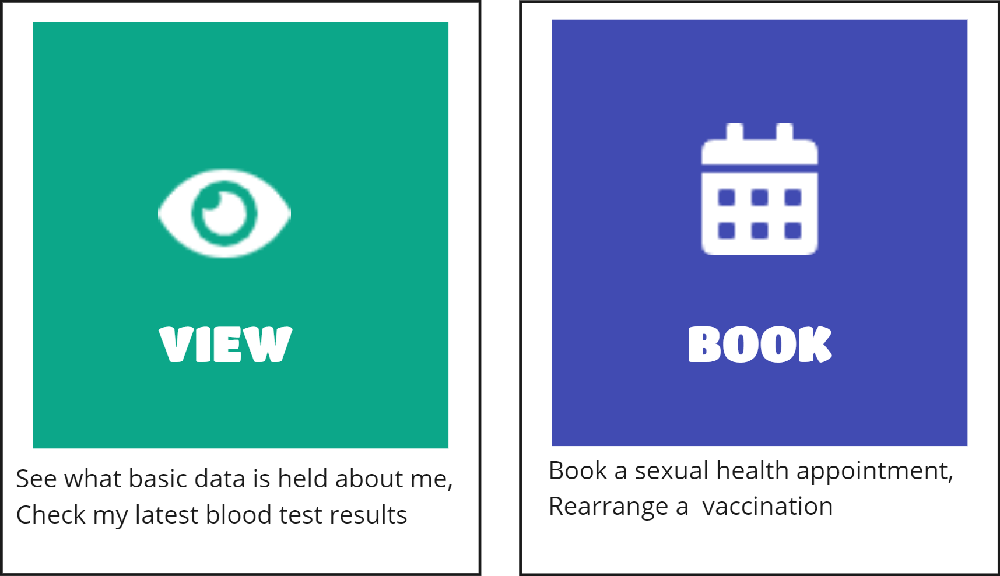 VIEW
See what basic data is held about me,
Check my latest blood test results
BOOK
Book a sexual health appointment,
Rearrange a  vaccination